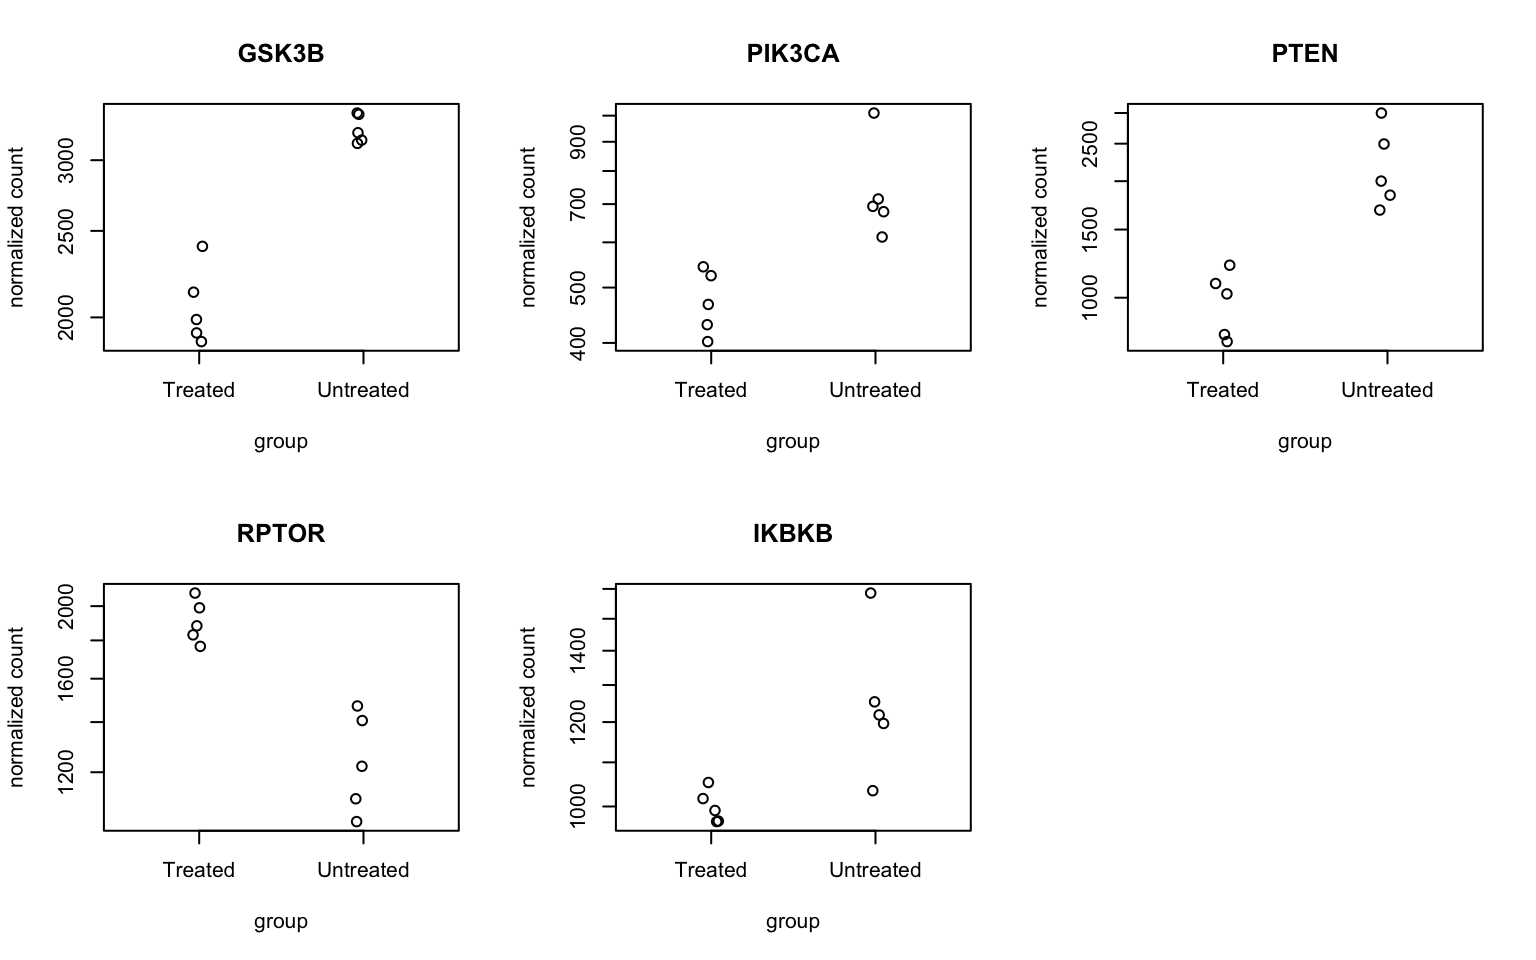 GSK3B
normalized count
3000
2500
2000
Treated Untreated
group
PIK3CA
normalized count
900
700
500
400
Treated Untreated
group
PTEN
normalized count
2500
1500
1000
Treated Untreated
group
RPTOR
normalized count
2000
1600
1200
Treated Untreated
group
IKBKB
normalized count
1400
1200
1000
Treated Untreated
group